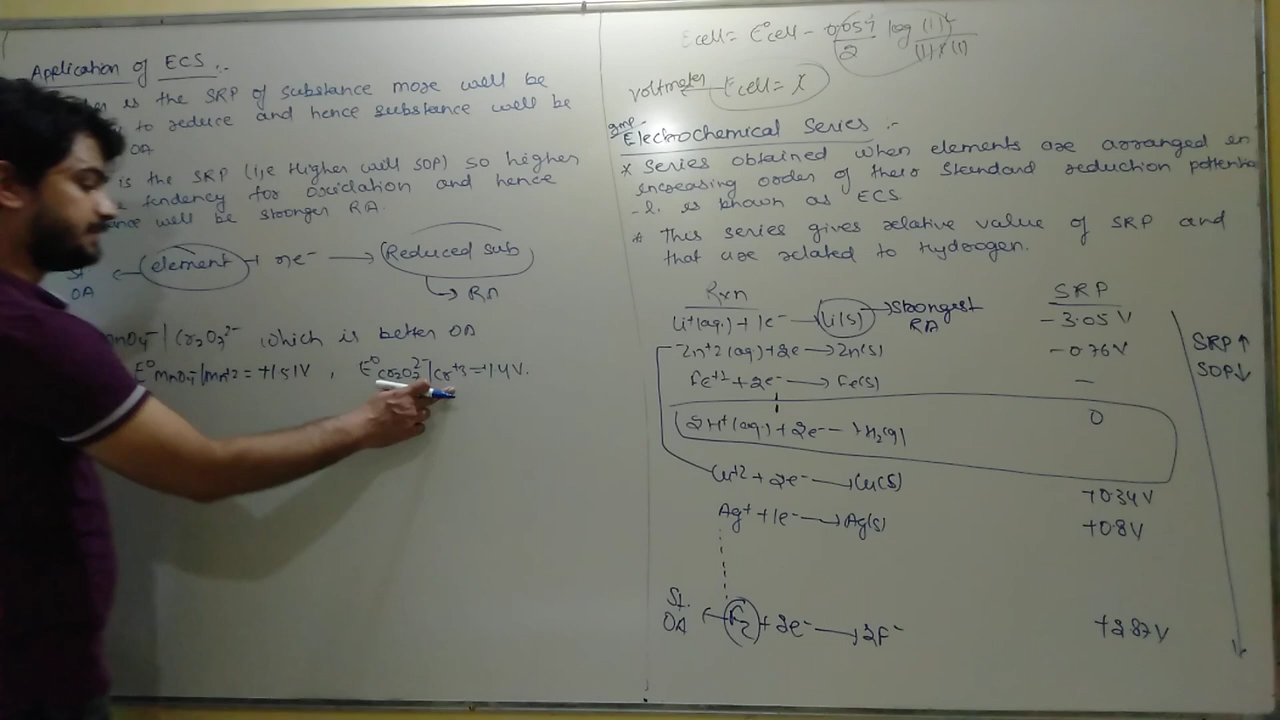 Application of ECS :-
is the SRP of substance more will be
to reduce and hence substance will be
OA
is the SRP (i,e Higher will SOP) so higher
tendency for oxidation and hence
will be stronger RA.
element + ne⁻ → Reduced sub
St
OA
→ RA
MnO₄⁻ | Cr₂O₇²⁻ which is better OA
E⁰MnO₄⁻/Mn⁺² = +1.51V , E⁰Cr₂O₇²⁻/Cr⁺³ = +1.4V.
Ecell = E⁰cell - 0.059/2 log
voltmeter Ecell = X
Imp
Electrochemical Series :-
* Series obtained when elements are arranged in
increasing order of their Standard reduction potentia
-l. is known as ECS.
* This series gives relative value of SRP and
that are related to Hydrogen.
Rxn SRP
Li⁺(aq.) + 1e⁻ → Li(s) → Strongest RA -3.05 V
Zn⁺²(aq) + 2e → Zn(s) -0.76V
Fe⁺² + 2e⁻ → Fe(s) —
2H⁺(aq.) + 2e⁻ → H₂(g) 0
Cu⁺² + 2e⁻ → Cu(s) +0.34V
Ag⁺ + 1e⁻ → Ag(s) +0.8V
St. OA F₂ + 2e⁻ → 2F⁻ +2.87V
SRP↑
SOP↓